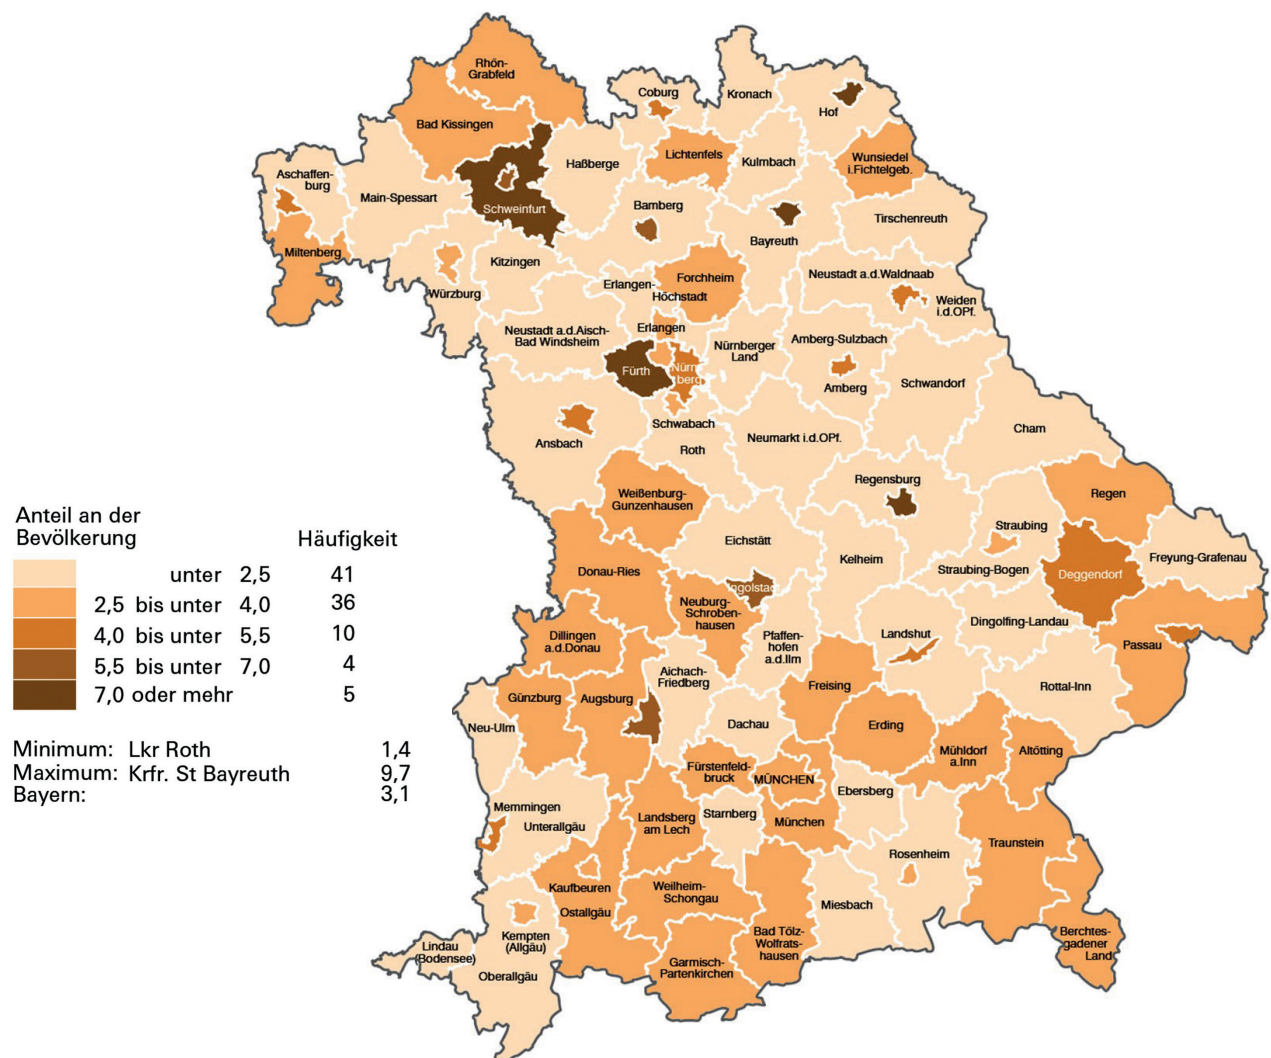 Rhön-
Grabfeld
Bad Kissingen
Coburg
Kronach
Hof
Lichtenfels
Kulmbach
Wunsiedel
i.Fichtelgeb.
Haßberge
Aschaffen-
burg
Main-Spessart
Schweinfurt
Bamberg
Bayreuth
Tirschenreuth
Miltenberg
Würzburg
Kitzingen
Erlangen-
Höchstadt
Forchheim
Neustadt a.d.Waldnaab
Weiden
i.d.OPf.
Neustadt a.d.Aisch-
Bad Windsheim
Erlangen
Nürnberger
Land
Amberg-Sulzbach
Amberg
Schwandorf
Fürth
Nürn-
berg
Ansbach
Schwabach
Roth
Neumarkt i.d.OPf.
Cham
Weißenburg-
Gunzenhausen
Regensburg
Regen
Straubing
Straubing-Bogen
Deggendorf
Freyung-Grafenau
Eichstätt
Kelheim
Donau-Ries
Ingolstadt
Neuburg-
Schroben-
hausen
Pfaffen-
hofen
a.d.Ilm
Landshut
Dingolfing-Landau
Passau
Dillingen
a.d.Donau
Aichach-
Friedberg
Freising
Rottal-Inn
Günzburg
Augsburg
Neu-Ulm
Dachau
Erding
Mühldorf
a.Inn
Altötting
Fürstenfeld-
bruck
MÜNCHEN
Ebersberg
Memmingen
Unterallgäu
Landsberg
am Lech
Starnberg
München
Traunstein
Rosenheim
Kaufbeuren
Ostallgäu
Weilheim-
Schongau
Miesbach
Bad Tölz-
Wolfrats-
hausen
Berchtes-
gadener
Land
Kempten
(Allgäu)
Lindau
(Bodensee)
Oberallgäu
Garmisch-
Partenkirchen
Anteil an der
Bevölkerung Häufigkeit
unter 2,5 41
2,5 bis unter 4,0 36
4,0 bis unter 5,5 10
5,5 bis unter 7,0 4
7,0 oder mehr 5
Minimum: Lkr Roth 1,4
Maximum: Krfr. St Bayreuth 9,7
Bayern: 3,1